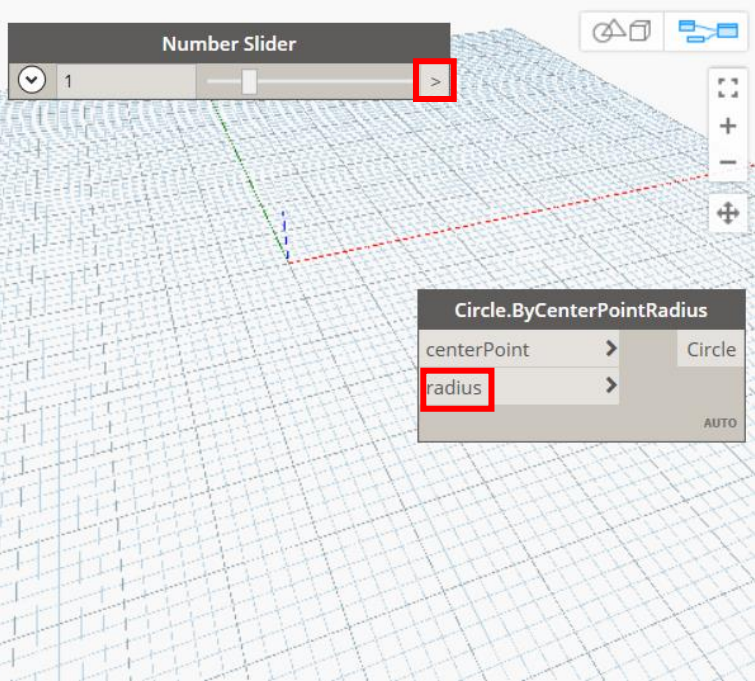 Number Slider
1 >
Circle.ByCenterPointRadius
centerPoint > Circle
radius >
AUTO